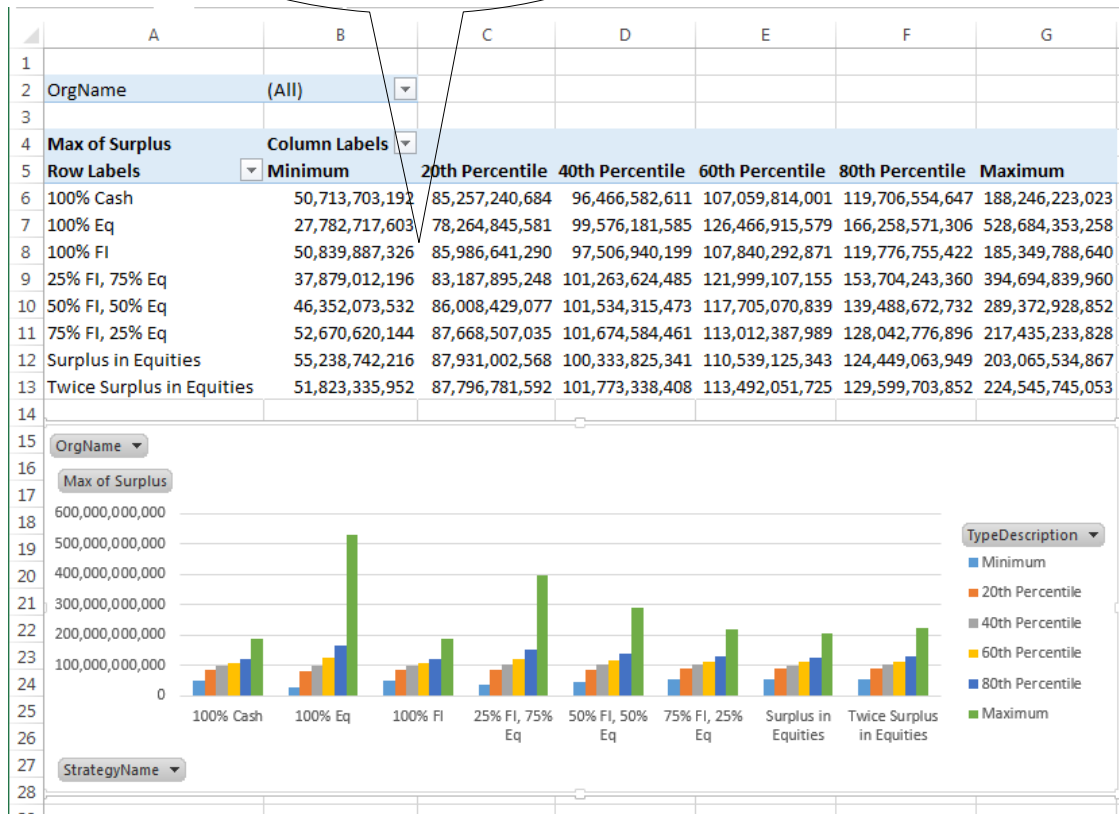 A B C D E F G
1
2 OrgName (All)
3
4 Max of Surplus Column Labels
5 Row Labels Minimum 20th Percentile 40th Percentile 60th Percentile 80th Percentile Maximum
6 100% Cash 50,713,703,192 85,257,240,684 96,466,582,611 107,059,814,001 119,706,554,647 188,246,223,023
7 100% Eq 27,782,717,603 78,264,845,581 99,576,181,585 126,466,915,579 166,258,571,306 528,684,353,258
8 100% FI 50,839,887,326 85,986,641,290 97,506,940,199 107,840,292,871 119,776,755,422 185,349,788,640
9 25% FI, 75% Eq 37,879,012,196 83,187,895,248 101,263,624,485 121,999,107,155 153,704,243,360 394,694,839,960
10 50% FI, 50% Eq 46,352,073,532 86,008,429,077 101,534,315,473 117,705,070,839 139,488,672,732 289,372,928,852
11 75% FI, 25% Eq 52,670,620,144 87,668,507,035 101,674,584,461 113,012,387,989 128,042,776,896 217,435,233,828
12 Surplus in Equities 55,238,742,216 87,931,002,568 100,333,825,341 110,539,125,343 124,449,063,949 203,065,534,867
13 Twice Surplus in Equities 51,823,335,952 87,796,781,592 101,773,338,408 113,492,051,725 129,599,703,852 224,545,745,053
14
15 OrgName
16 Max of Surplus
17
18 600,000,000,000
19 500,000,000,000 TypeDescription
20 400,000,000,000 Minimum
21 300,000,000,000 20th Percentile
22 200,000,000,000 40th Percentile
23 100,000,000,000 60th Percentile
24 0 80th Percentile
25 100% Cash 100% Eq 100% FI 25% FI, 75% 50% FI, 50% 75% FI, 25% Surplus in Twice Surplus Maximum
26 Eq Eq Eq Equities in Equities
27 StrategyName
28